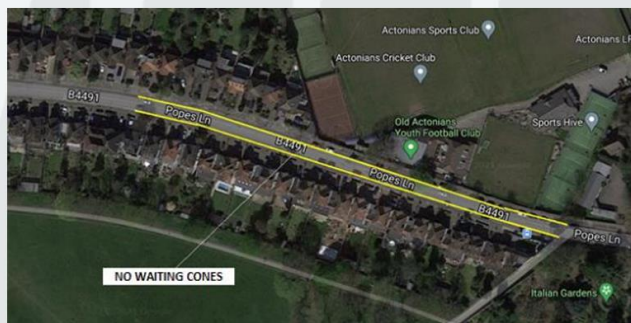 Actonians Sports Club
Actonians LF
Actonians Cricket Club
B4491
Popes Ln
Old Actonians
Youth Football Club
Sports Hive
B4491
Popes Ln
B4491
Popes Ln
NO WAITING CONES
Italian Gardens